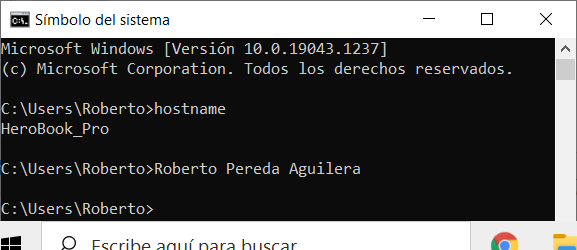 Símbolo del sistema
Microsoft Windows [Versión 10.0.19043.1237]
(c) Microsoft Corporation. Todos los derechos reservados.
C:\Users\Roberto>hostname
HeroBook_Pro
C:\Users\Roberto>Roberto Pereda Aguilera
C:\Users\Roberto>
Escribe aquí para buscar